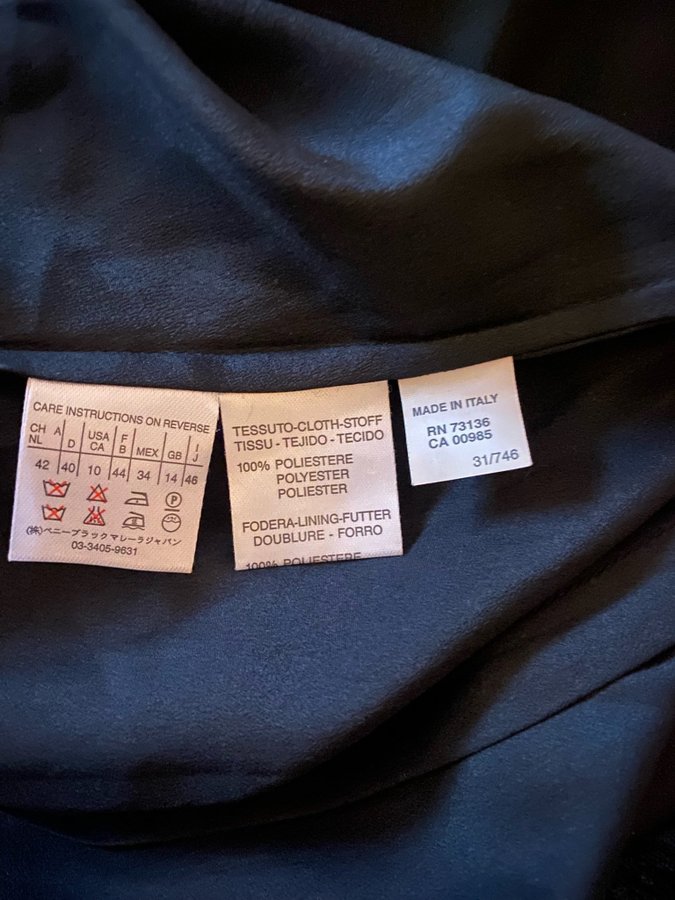 CARE INSTRUCTIONS ON REVERSE
CH NL A D USA CA F B MEX GB I J
42 40 10 44 34 14 46
P
(株)ペニーブラックマレーラジャパン
03-3405-9631
TESSUTO-CLOTH-STOFF
TISSU - TEJIDO - TECIDO
100% POLIESTERE
POLYESTER
POLIESTER
FODERA-LINING-FUTTER
DOUBLURE - FORRO
100% POLIESTERE
MADE IN ITALY
RN 73136
CA 00985
31/746